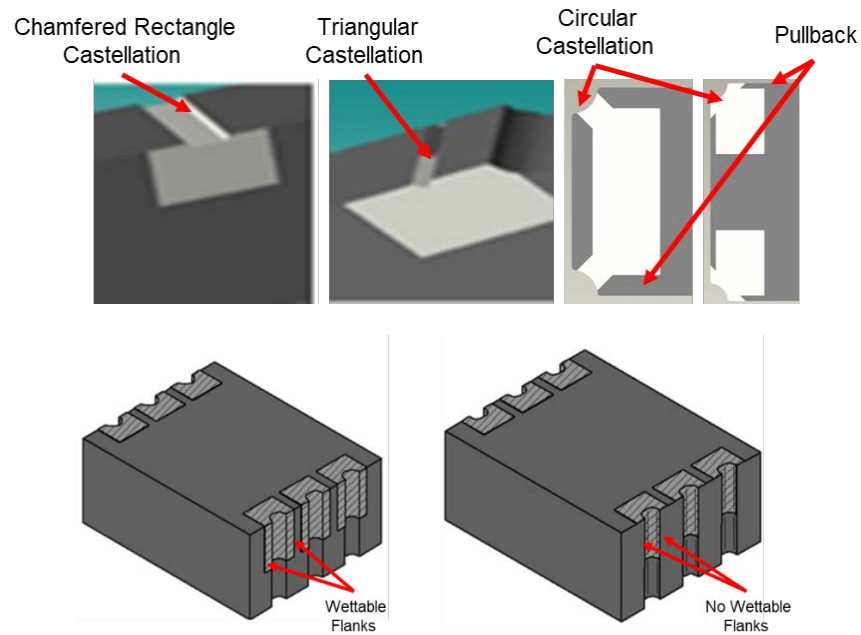 Chamfered Rectangle
Castellation
Triangular
Castellation
Circular
Castellation
Pullback
Wettable
Flanks
No Wettable
Flanks